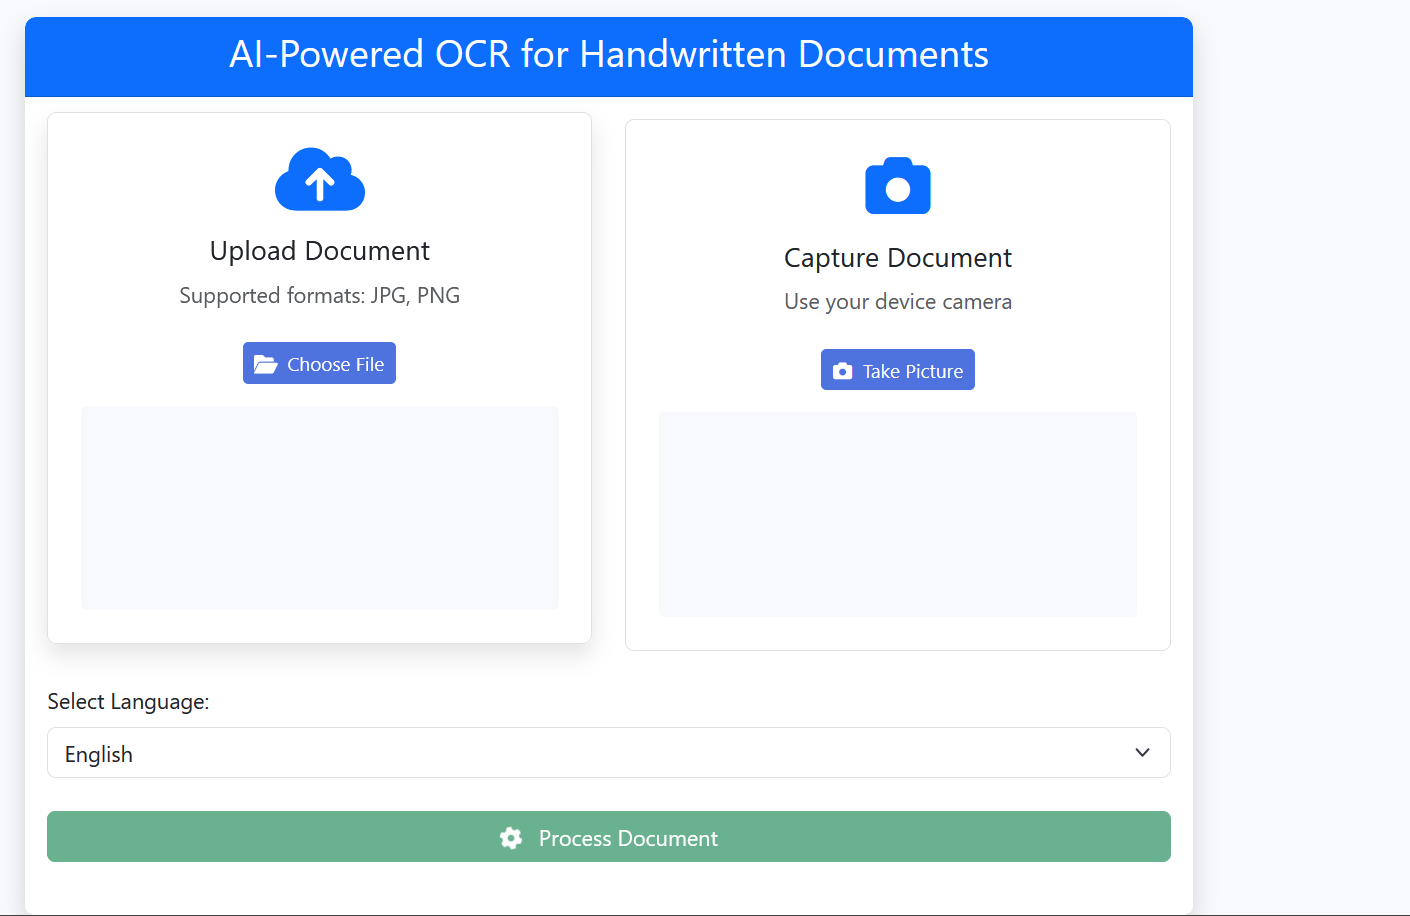 AI-Powered OCR for Handwritten Documents
Upload Document
Supported formats: JPG, PNG
Choose File
Capture Document
Use your device camera
Take Picture
Select Language:
English
Process Document